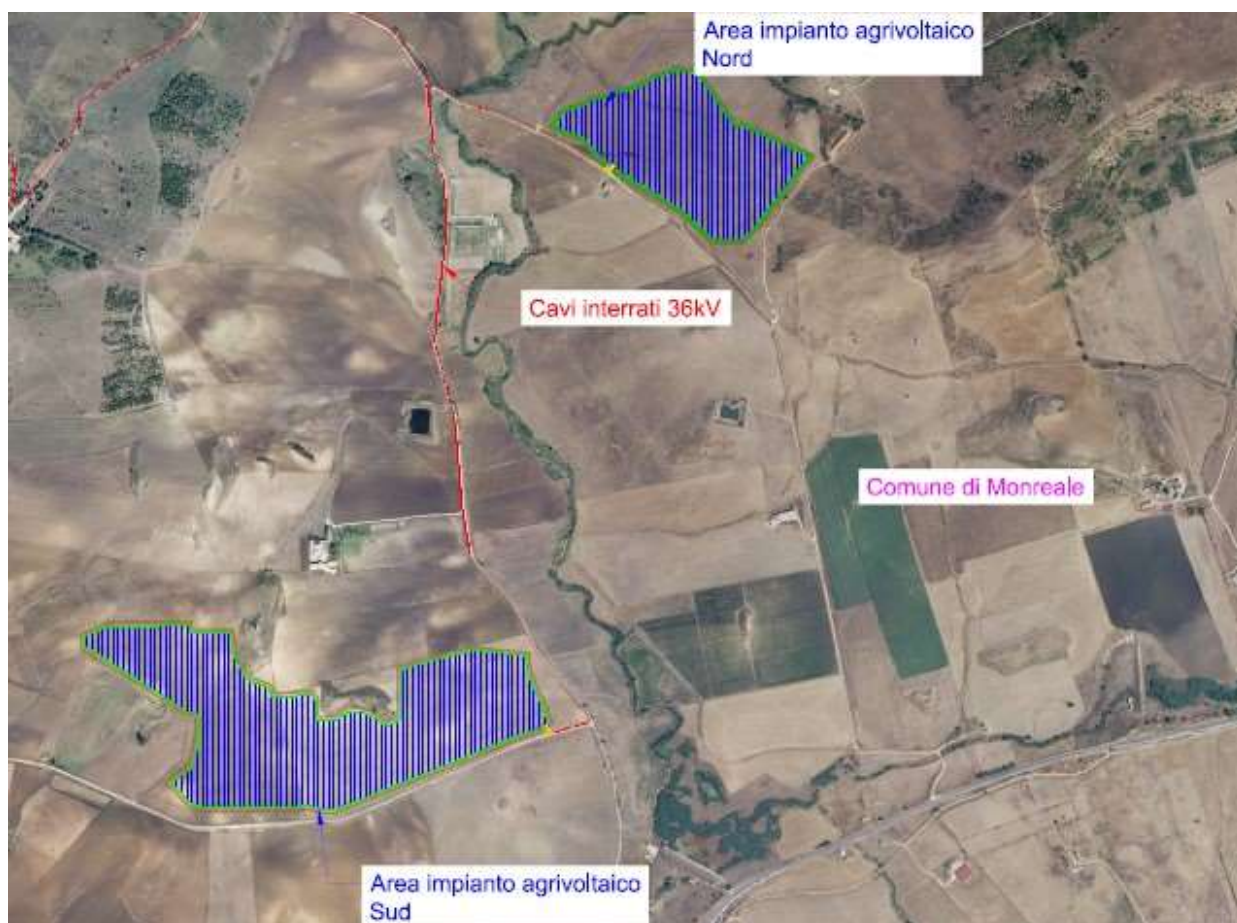 Area impianto agrivoltaico
Nord
Cavi interrati 36kV
Comune di Monreale
Area impianto agrivoltaico
Sud